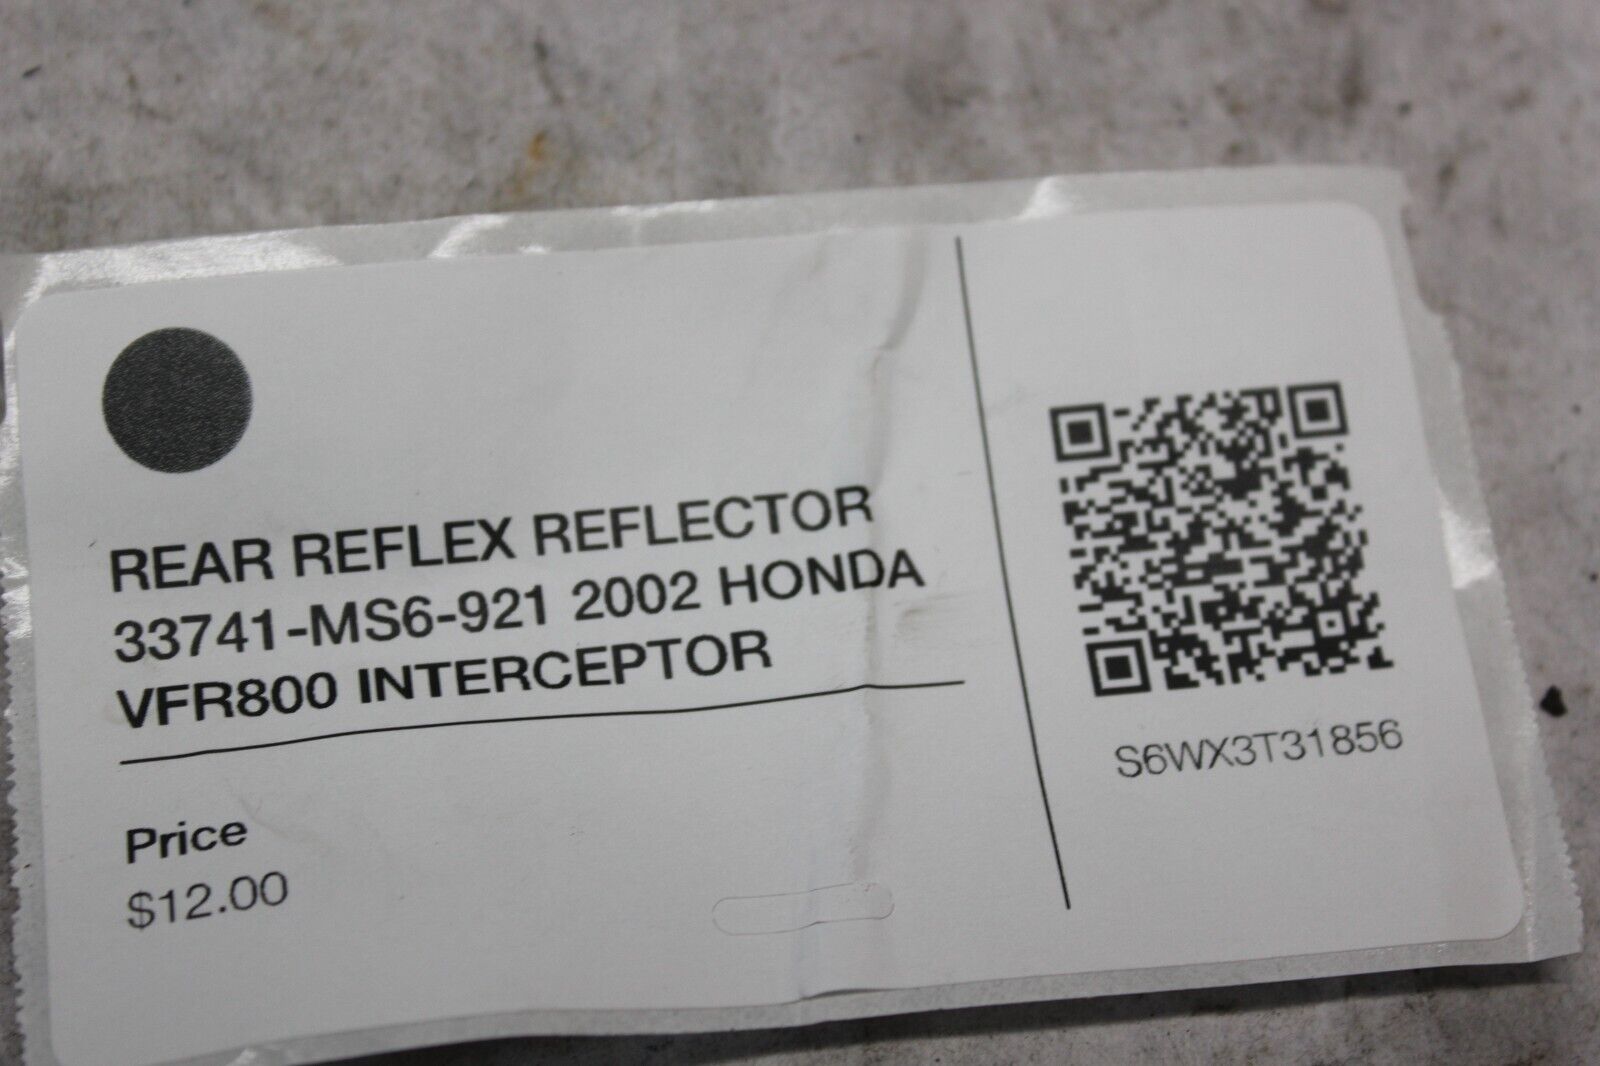 REAR REFLEX REFLECTOR
33741-MS6-921 2002 HONDA
VFR800 INTERCEPTOR
Price
$12.00
S6WX3T31856